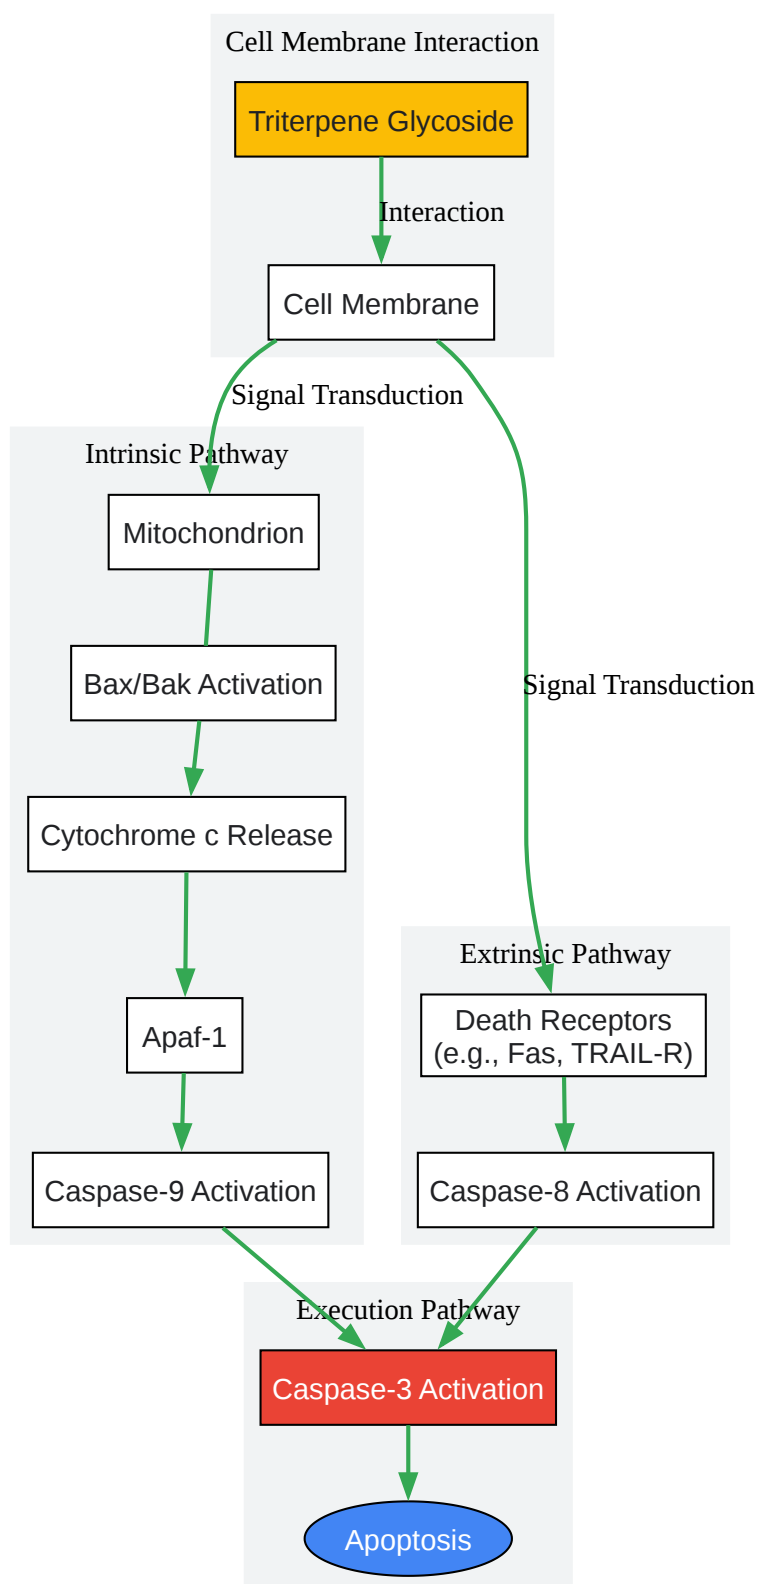 Cell Membrane Interaction
Triterpene Glycoside
Interaction
Cell Membrane
Signal Transduction
Intrinsic Pathway
Mitochondrion
Bax/Bak Activation
Signal Transduction
Cytochrome c Release
Extrinsic Pathway
Apaf-1
Death Receptors
(e.g., Fas, TRAIL-R)
Caspase-9 Activation
Caspase-8 Activation
Execution Pathway
Caspase-3 Activation
Apoptosis